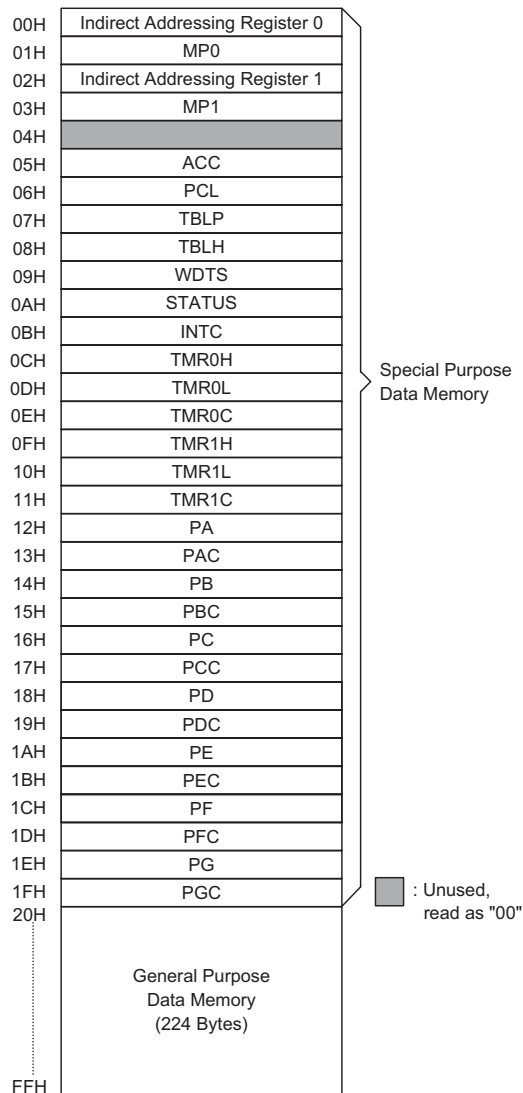 00H Indirect Addressing Register 0
01H MP0
02H Indirect Addressing Register 1
03H MP1
04H
05H ACC
06H PCL
07H TBLP
08H TBLH
09H WDTS
0AH STATUS
0BH INTC
0CH TMR0H
0DH TMR0L
0EH TMR0C
0FH TMR1H
10H TMR1L
11H TMR1C
12H PA
13H PAC
14H PB
15H PBC
16H PC
17H PCC
18H PD
19H PDC
1AH PE
1BH PEC
1CH PF
1DH PFC
1EH PG
1FH PGC
20H
Special Purpose
Data Memory
: Unused,
read as "00"
General Purpose
Data Memory
(224 Bytes)
FFH